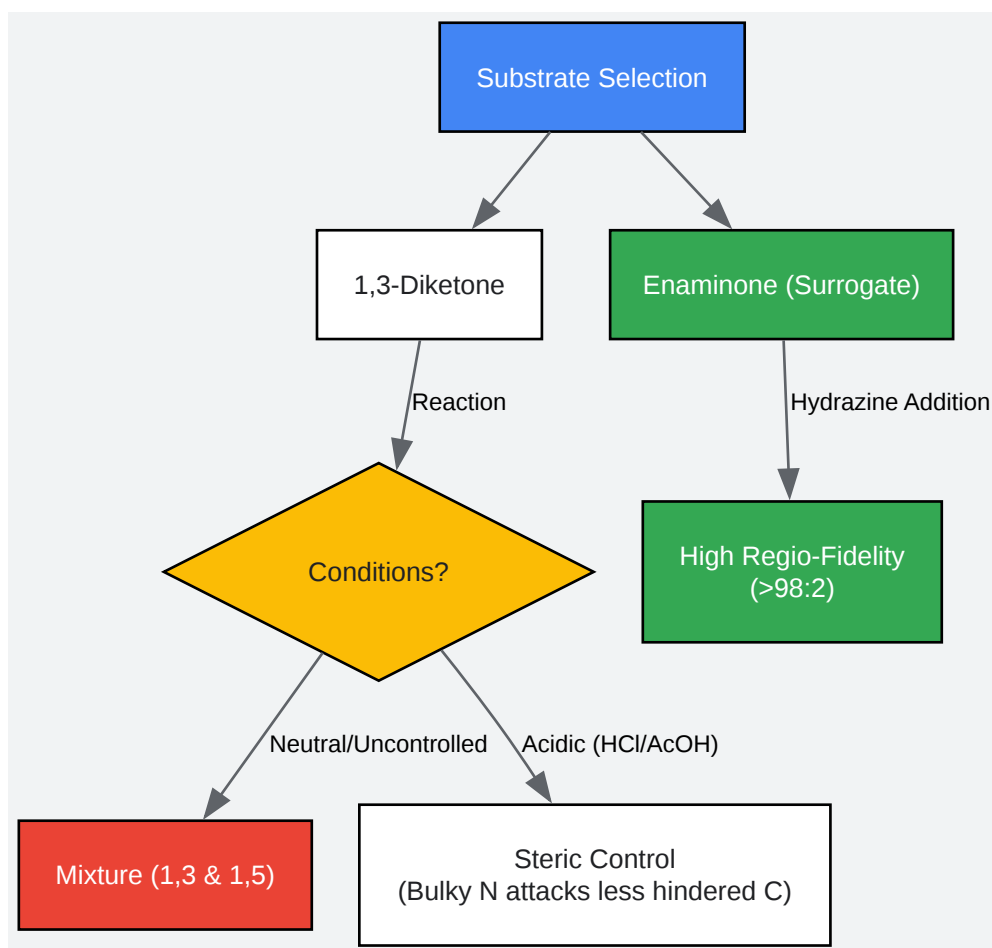 Substrate Selection
1,3-Diketone
Enaminone (Surrogate)
Reaction
Hydrazine Addition
Conditions?
High Regio-Fidelity
(>98:2)
Neutral/Uncontrolled
Acidic (HCl/AcOH)
Mixture (1,3 & 1,5)
Steric Control
(Bulky N attacks less hindered C)